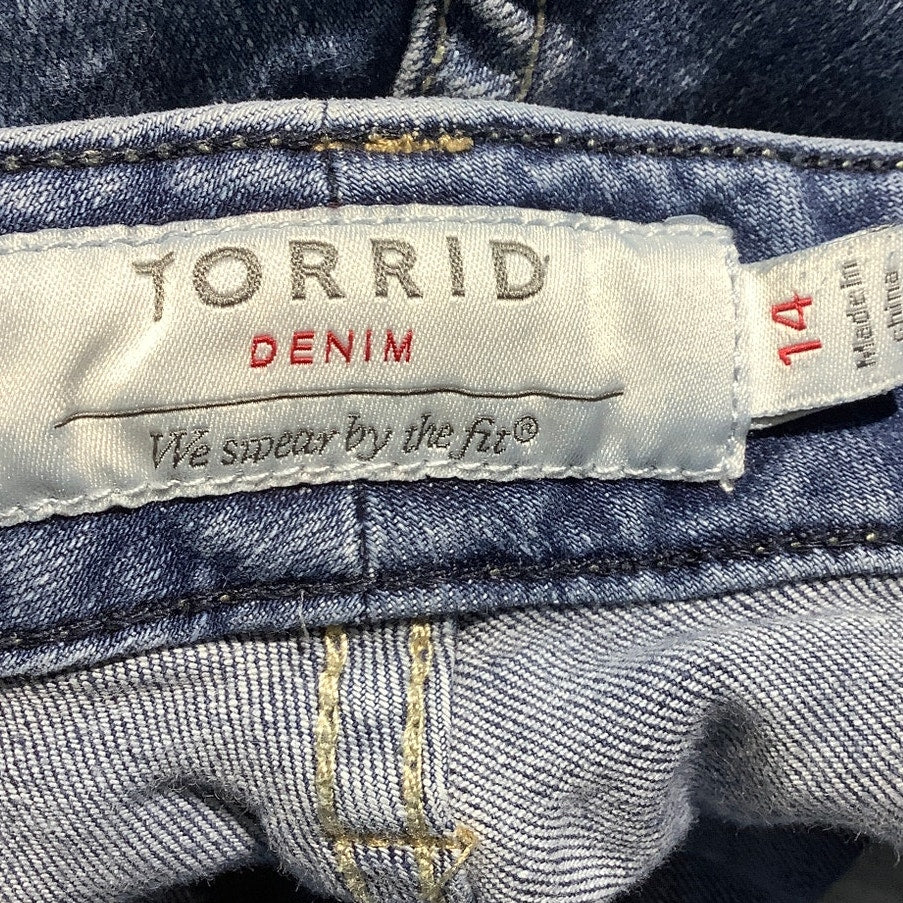 TORRID
DENIM
We swear by the fit®
14
Made In
China